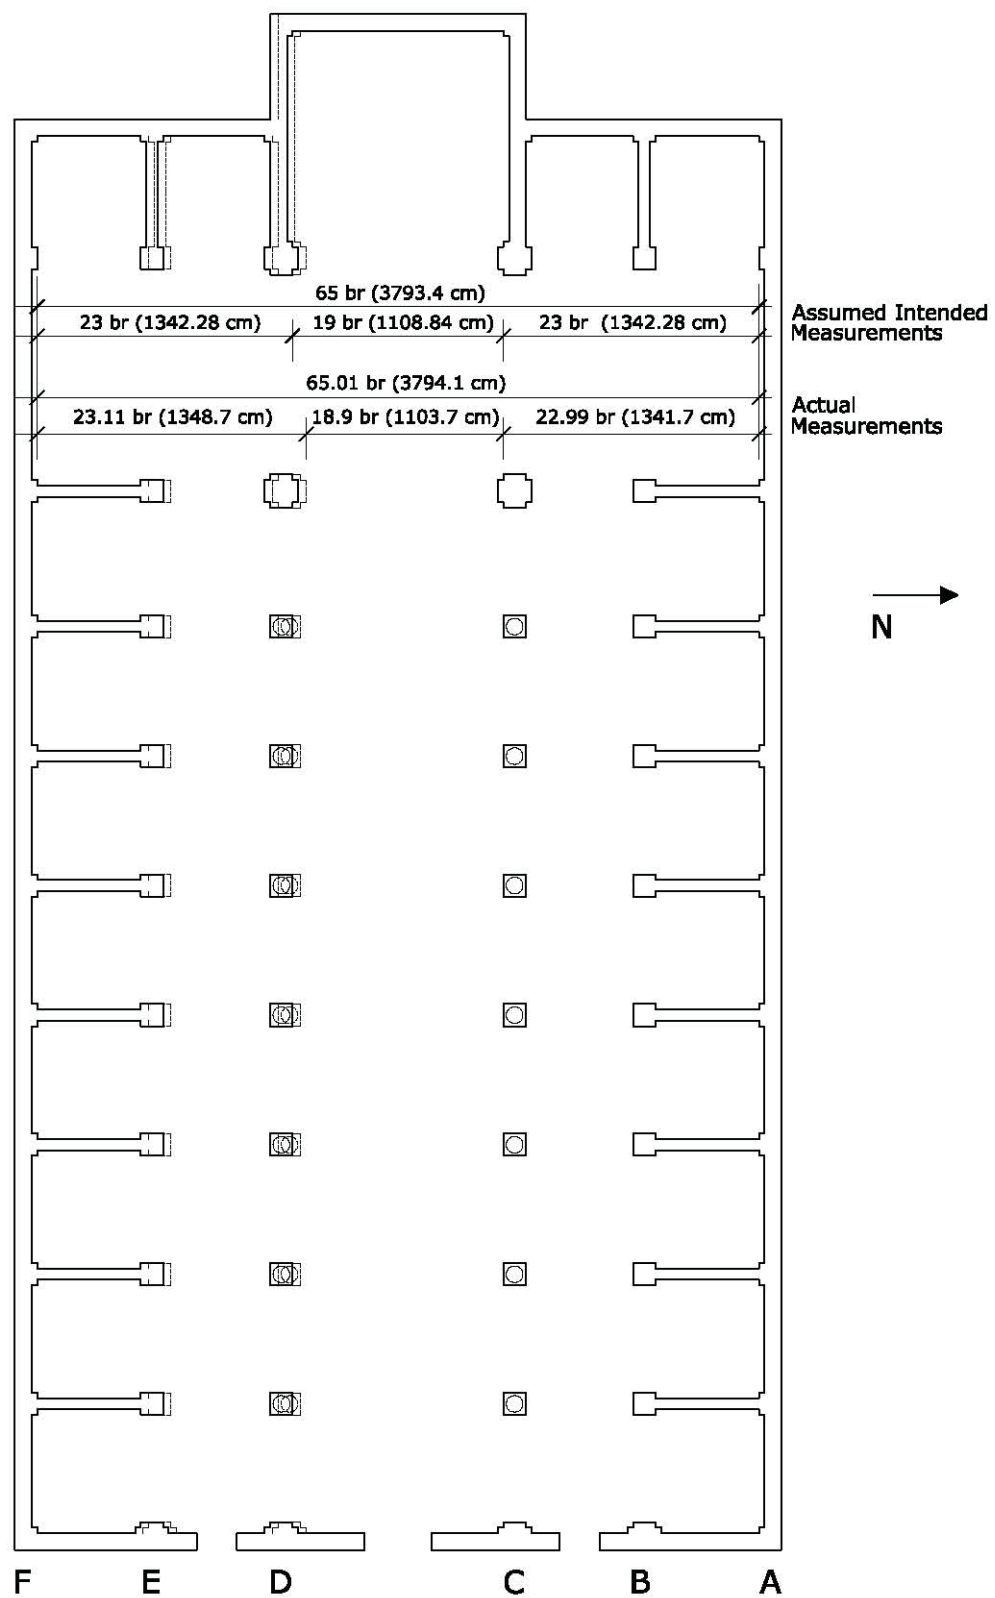 65 br (3793.4 cm)
23 br (1342.28 cm) 19 br (1108.84 cm) 23 br (1342.28 cm)
Assumed Intended
Measurements
65.01 br (3794.1 cm)
23.11 br (1348.7 cm) 18.9 br (1103.7 cm) 22.99 br (1341.7 cm)
Actual
Measurements
N
F E D C B A